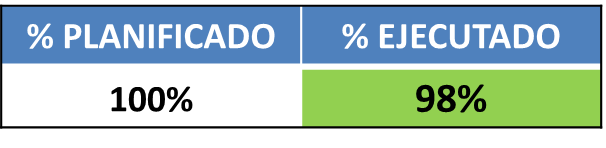 % PLANIFICADO % EJECUTADO
100% 98%